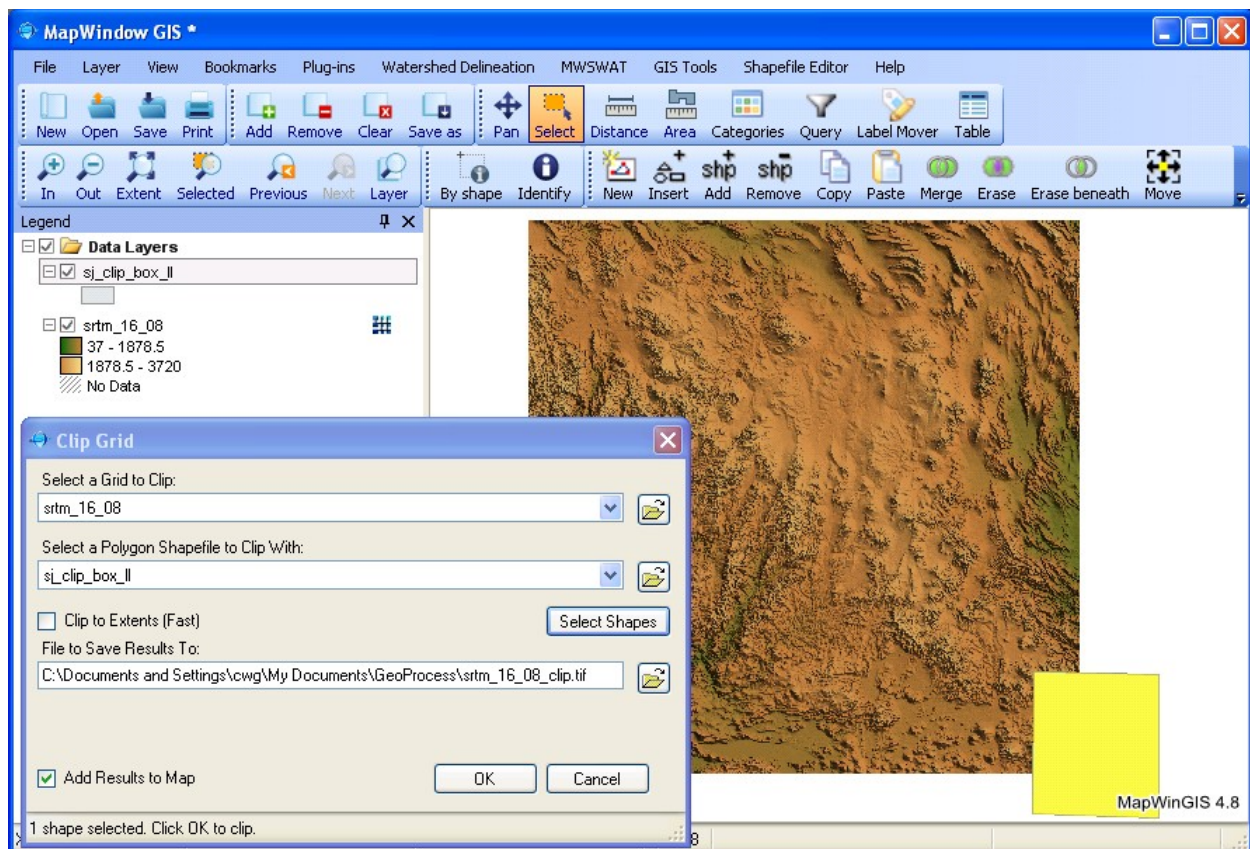 MapWindow GIS *
File Layer View Bookmarks Plug-ins Watershed Delineation MWSWAT GIS Tools Shapefile Editor Help
New Open Save Print Add Remove Clear Save as Pan Select Distance Area Categories Query Label Mover Table
In Out Extent Selected Previous Next Layer By shape Identify New Insert shp Add shp Remove Copy Paste Merge Erase Erase beneath Move
Legend
Data Layers
sj_clip_box_ll
srtm_16_08
37 - 1878.5
1878.5 - 3720
No Data
Clip Grid
Select a Grid to Clip:
srtm_16_08
Select a Polygon Shapefile to Clip With:
sj_clip_box_ll
Clip to Extents (Fast)
Select Shapes
File to Save Results To:
C:\Documents and Settings\cwg\My Documents\GeoProcess\srtm_16_08_clip.tif
Add Results to Map
OK Cancel
1 shape selected. Click OK to clip.
MapWinGIS 4.8